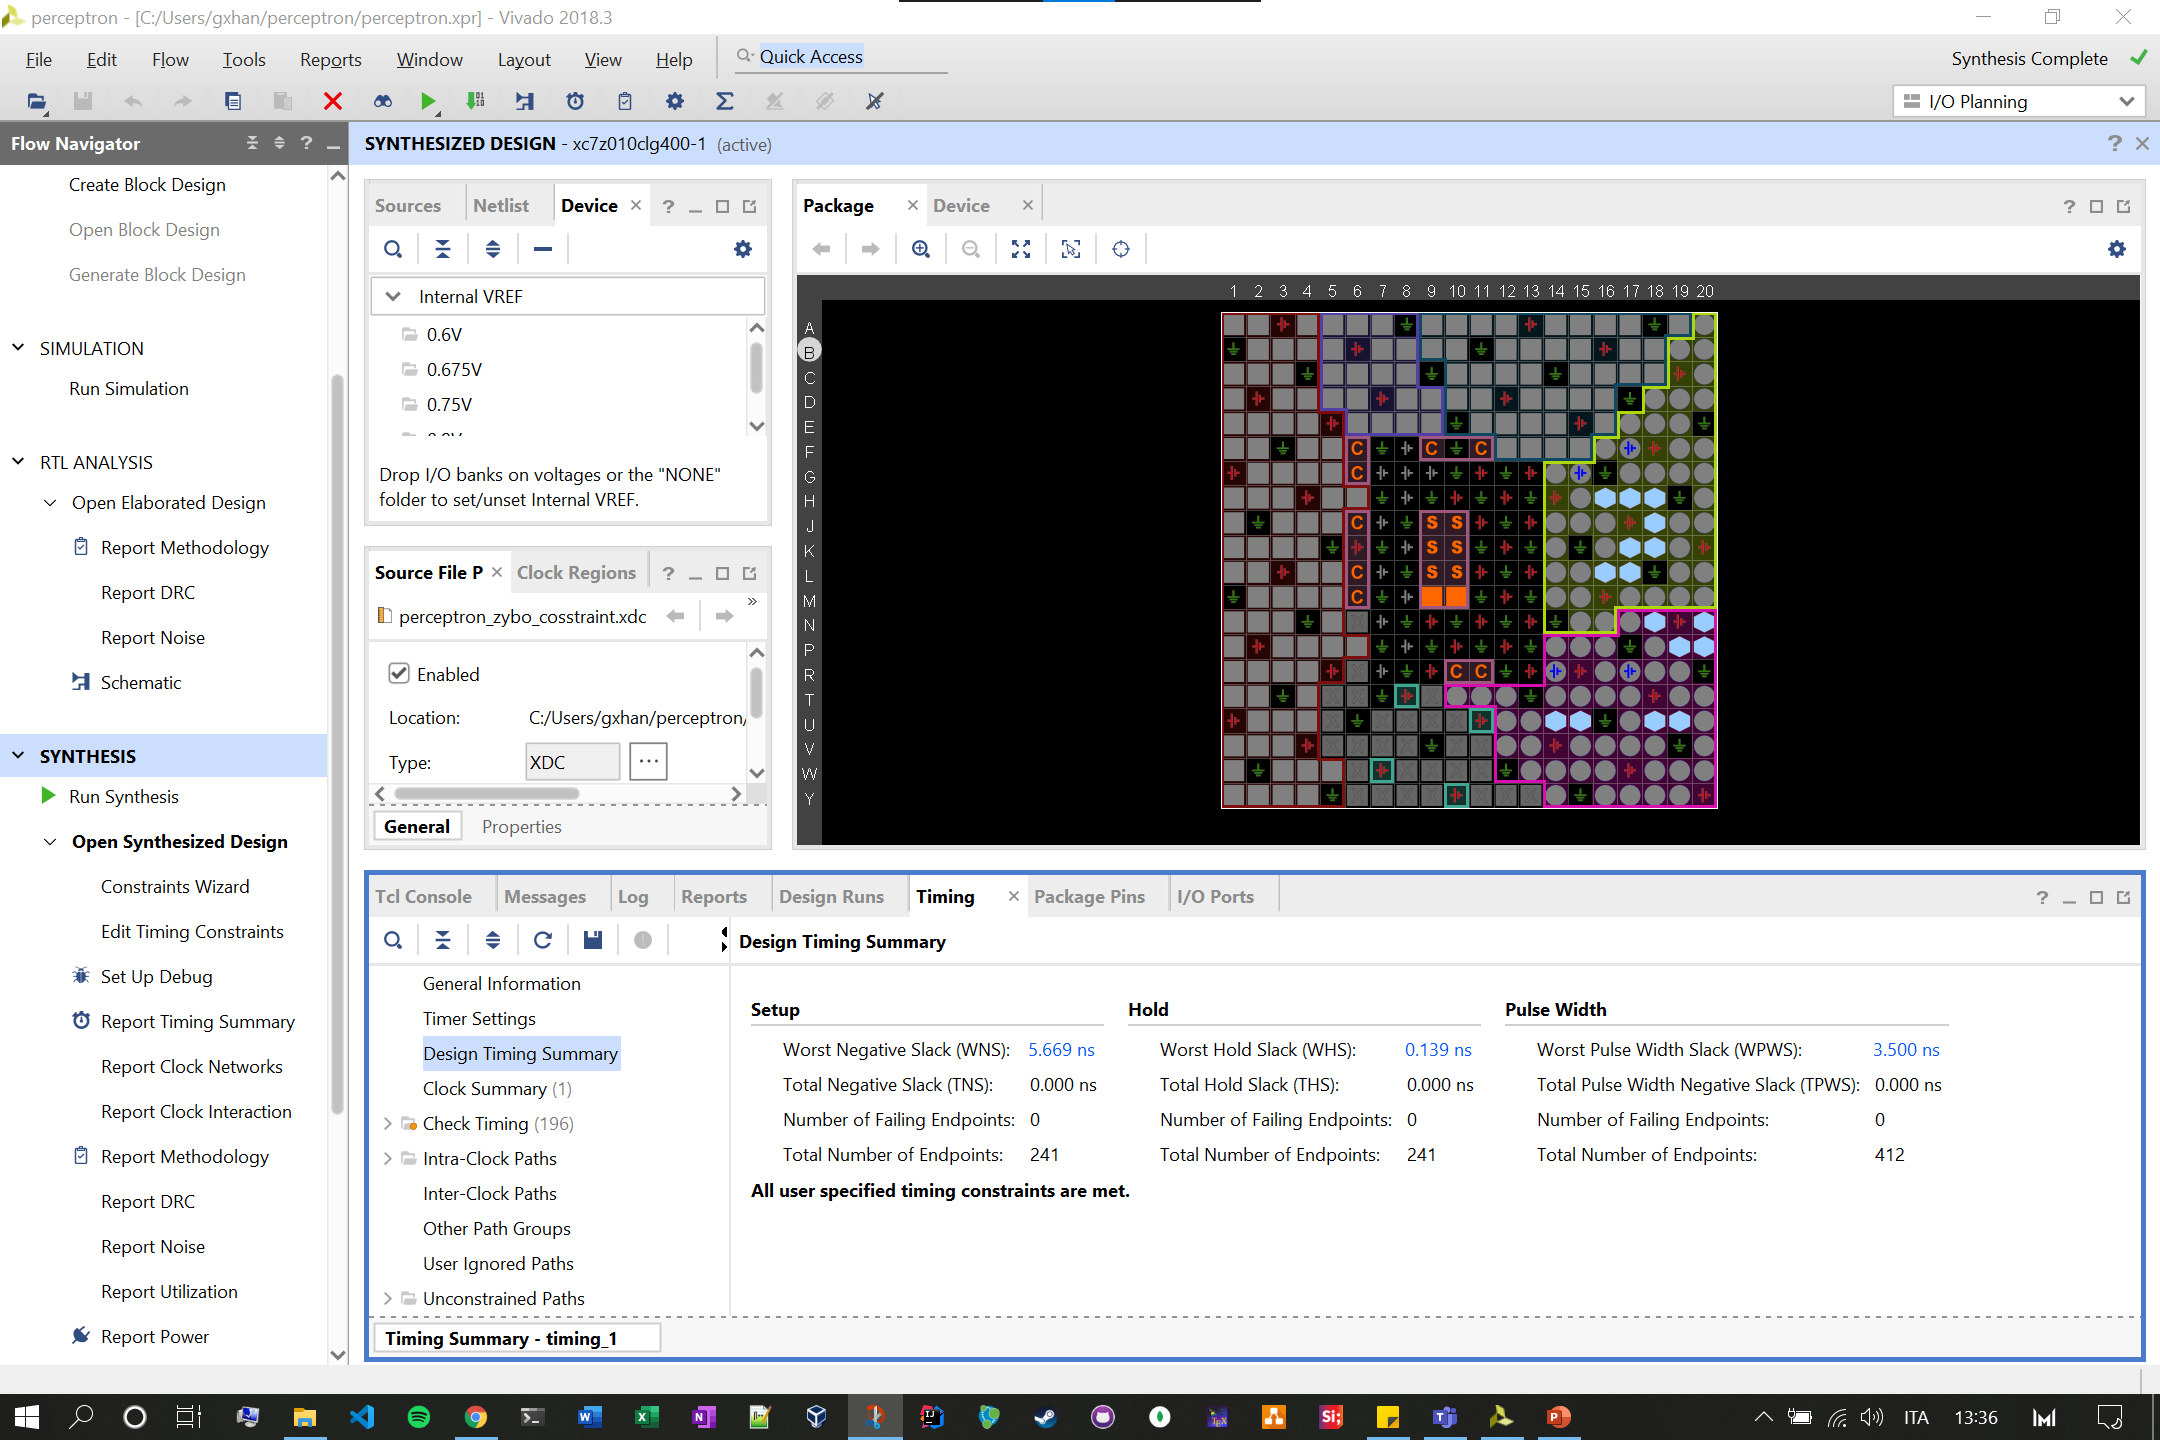 perceptron - [C:/Users/gxhan/perceptron/perceptron.xpr] - Vivado 2018.3
File Edit Flow Tools Reports Window Layout View Help Quick Access
Synthesis Complete
I/O Planning
Flow Navigator
SYNTHESIZED DESIGN - xc7z010clg400-1 (active)
Create Block Design
Open Block Design
Generate Block Design
SIMULATION
Run Simulation
RTL ANALYSIS
Open Elaborated Design
Report Methodology
Report DRC
Report Noise
Schematic
SYNTHESIS
Run Synthesis
Open Synthesized Design
Constraints Wizard
Edit Timing Constraints
Set Up Debug
Report Timing Summary
Report Clock Networks
Report Clock Interaction
Report Methodology
Report DRC
Report Noise
Report Utilization
Report Power
Sources Netlist Device
Internal VREF
0.6V
0.675V
0.75V
Drop I/O banks on voltages or the "NONE"
folder to set/unset Internal VREF.
Source File P Clock Regions
perceptron_zybo_cosstraint.xdc
Enabled
Location: C:/Users/gxhan/perceptron/
Type: XDC ...
General Properties
Package Device
1 2 3 4 5 6 7 8 9 10 11 12 13 14 15 16 17 18 19 20
A
B
C
D
E
F C C C
G C
H
J C S S
K S S
L C S S
M C
N
P
R C C
T
U
V
W
Y
Tcl Console Messages Log Reports Design Runs Timing Package Pins I/O Ports
Design Timing Summary
General Information
Timer Settings
Design Timing Summary
Clock Summary (1)
Check Timing (196)
Intra-Clock Paths
Inter-Clock Paths
Other Path Groups
User Ignored Paths
Unconstrained Paths
Setup
Worst Negative Slack (WNS): 5.669 ns
Total Negative Slack (TNS): 0.000 ns
Number of Failing Endpoints: 0
Total Number of Endpoints: 241
Hold
Worst Hold Slack (WHS): 0.139 ns
Total Hold Slack (THS): 0.000 ns
Number of Failing Endpoints: 0
Total Number of Endpoints: 241
Pulse Width
Worst Pulse Width Slack (WPWS): 3.500 ns
Total Pulse Width Negative Slack (TPWS): 0.000 ns
Number of Failing Endpoints: 0
Total Number of Endpoints: 412
All user specified timing constraints are met.
Timing Summary - timing_1
ITA 13:36